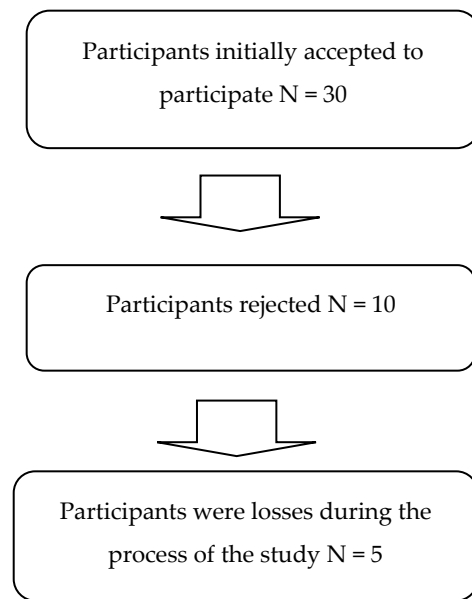 Participants initially accepted to
participate N = 30
Participants rejected N = 10
Participants were losses during the
process of the study N = 5